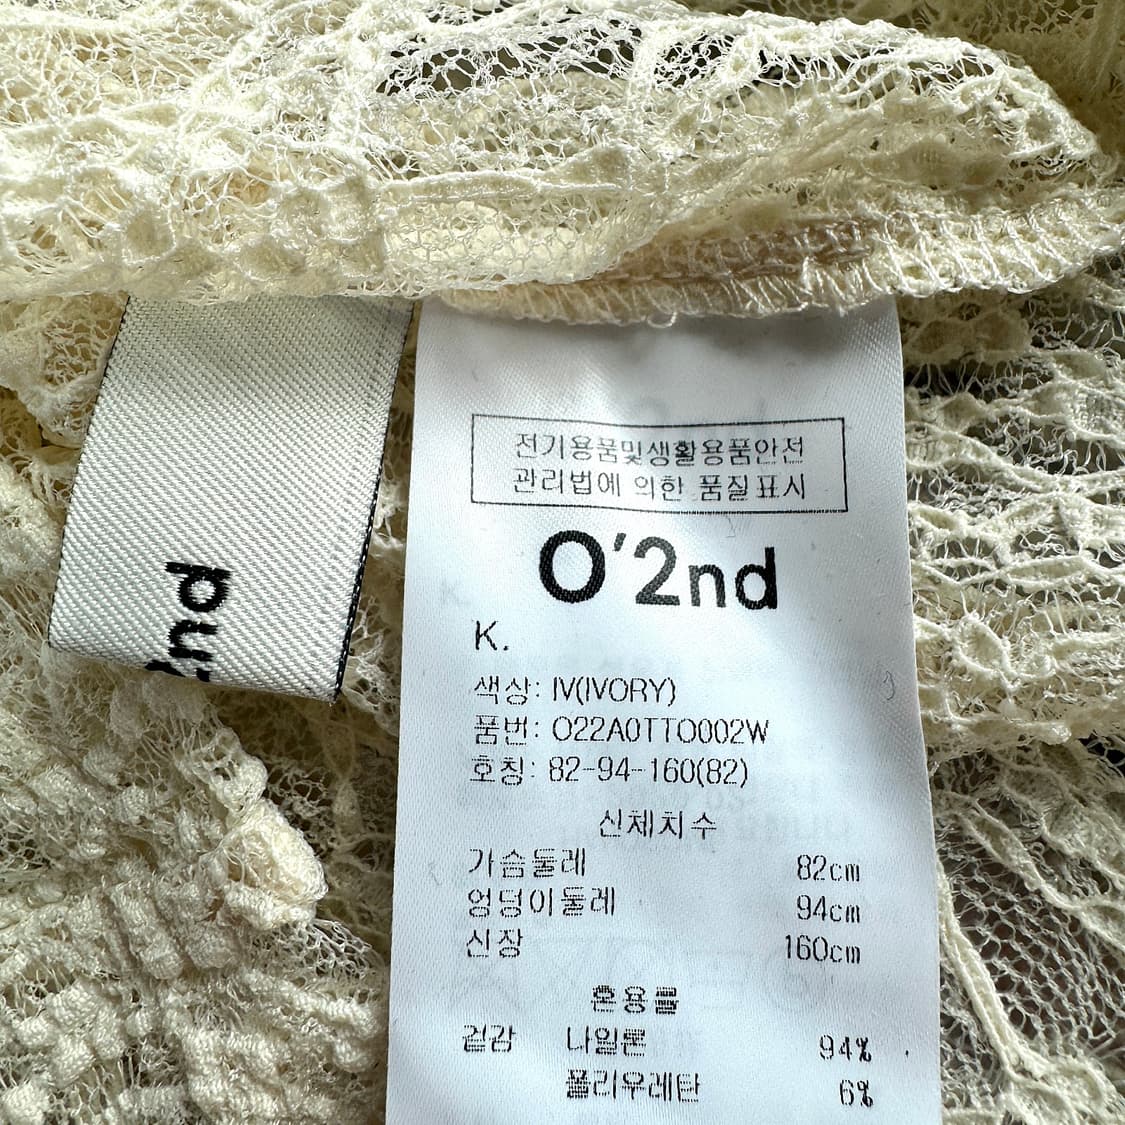 전기용품및생활용품안전
관리법에 의한 품질표시
O'2nd
K.
색상: IV(IVORY)
품번: O22A0TTO002W
호칭: 82-94-160(82)
신체치수
가슴둘레 82cm
엉덩이둘레 94cm
신장 160cm
혼용률
겉감 나일론 94%
폴리우레탄 6%
2nd